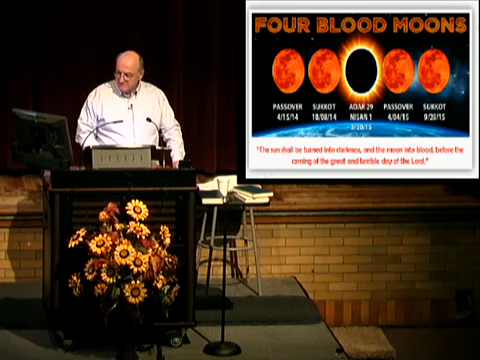 FOUR BLOOD MOONS
PASSOVER SUKKOT ADAR 29 PASSOVER SUKKOT
4/15/14 10/08/14 NISAN 1 4/04/15 9/28/15
3/20/15
"The sun shall be turned into darkness, and the moon into blood, before the
coming of the great and terrible day of the Lord."